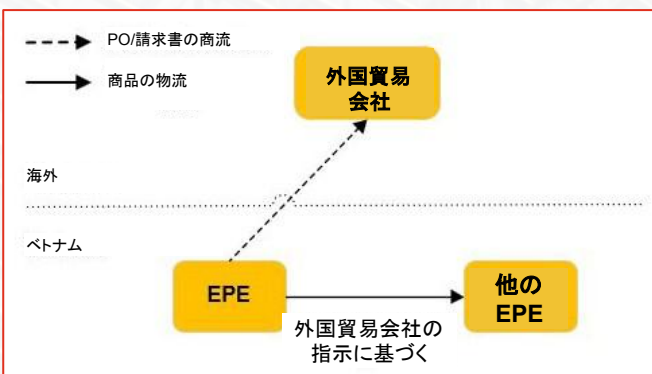 PO/請求書の商流
商品の物流
外国貿易
会社
海外
ベトナム
EPE
他の
EPE
外国貿易会社の
指示に基づく